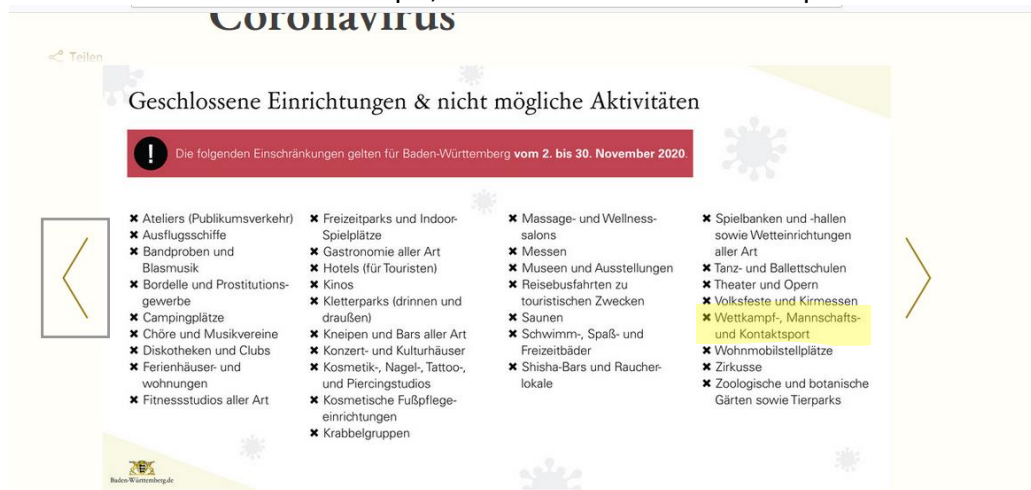 Coronavirus
Teilen
Geschlossene Einrichtungen & nicht mögliche Aktivitäten
! Die folgenden Einschränkungen gelten für Baden-Württemberg vom 2. bis 30. November 2020.
✖ Ateliers (Publikumsverkehr)
✖ Ausflugsschiffe
✖ Bandproben und
Blasmusik
✖ Bordelle und Prostitutions-
gewerbe
✖ Campingplätze
✖ Chöre und Musikvereine
✖ Diskotheken und Clubs
✖ Ferienhäuser- und
wohnungen
✖ Fitnessstudios aller Art
✖ Freizeitparks und Indoor-
Spielplätze
✖ Gastronomie aller Art
✖ Hotels (für Touristen)
✖ Kinos
✖ Kletterparks (drinnen und
draußen)
✖ Kneipen und Bars aller Art
✖ Konzert- und Kulturhäuser
✖ Kosmetik-, Nagel-, Tattoo-,
und Piercingstudios
✖ Kosmetische Fußpflege-
einrichtungen
✖ Krabbelgruppen
✖ Massage- und Wellness-
salons
✖ Messen
✖ Museen und Ausstellungen
✖ Reisebusfahrten zu
touristischen Zwecken
✖ Saunen
✖ Schwimm-, Spaß- und
Freizeitbäder
✖ Shisha-Bars und Raucher-
lokale
✖ Spielbanken und -hallen
sowie Wetteinrichtungen
aller Art
✖ Tanz- und Ballettschulen
✖ Theater und Opern
✖ Volksfeste und Kirmessen
✖ Wettkampf-, Mannschafts-
und Kontaktsport
✖ Wohnmobilstellplätze
✖ Zirkusse
✖ Zoologische und botanische
Gärten sowie Tierparks
Baden-Württemberg.de